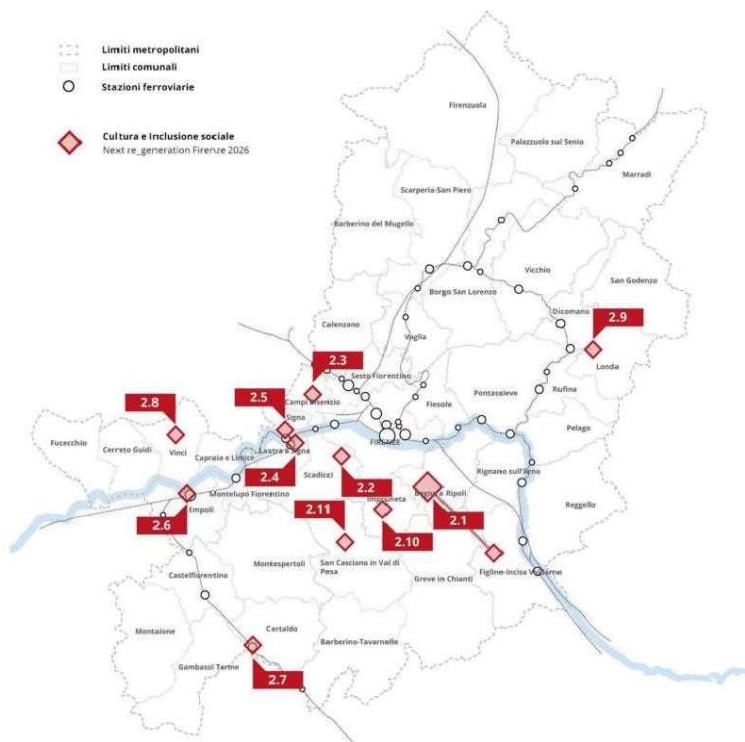 Limiti metropolitani
Limiti comunali
Stazioni ferroviarie
Cultura e Inclusione sociale
Next re_generation Firenze 2026
Firenzuola
Palazzuolo sul Senio
Marradi
Scarperia-San Piero
Barberino del Mugello
Vicchio
San Godenzo
Borgo San Lorenzo
Dicomano
2.9
Calenzano
Vaglia
Londa
2.3
Sesto Fiorentino
Rufina
2.5
Campi Bisenzio
Fiesole
Pontassieve
2.8
Signa
Pelago
Fucecchio
Cerreto Guidi
Vinci
Capraia e Limite
Lastra a Signa
FIRENZE
2.4
Scadicci
Rignano sull'Arno
2.2
Montelupo Fiorentino
Impruneta
Bagno a Ripoli
Reggello
2.6
Empoli
2.11
2.10
2.1
Montespertoli
San Casciano in Val di
Pesa
Castelfiorentino
Greve in Chianti
Figline-Incisa Valdarno
Montaione
Certaldo
Barberino-Tavarnelle
Gambassi Terme
2.7